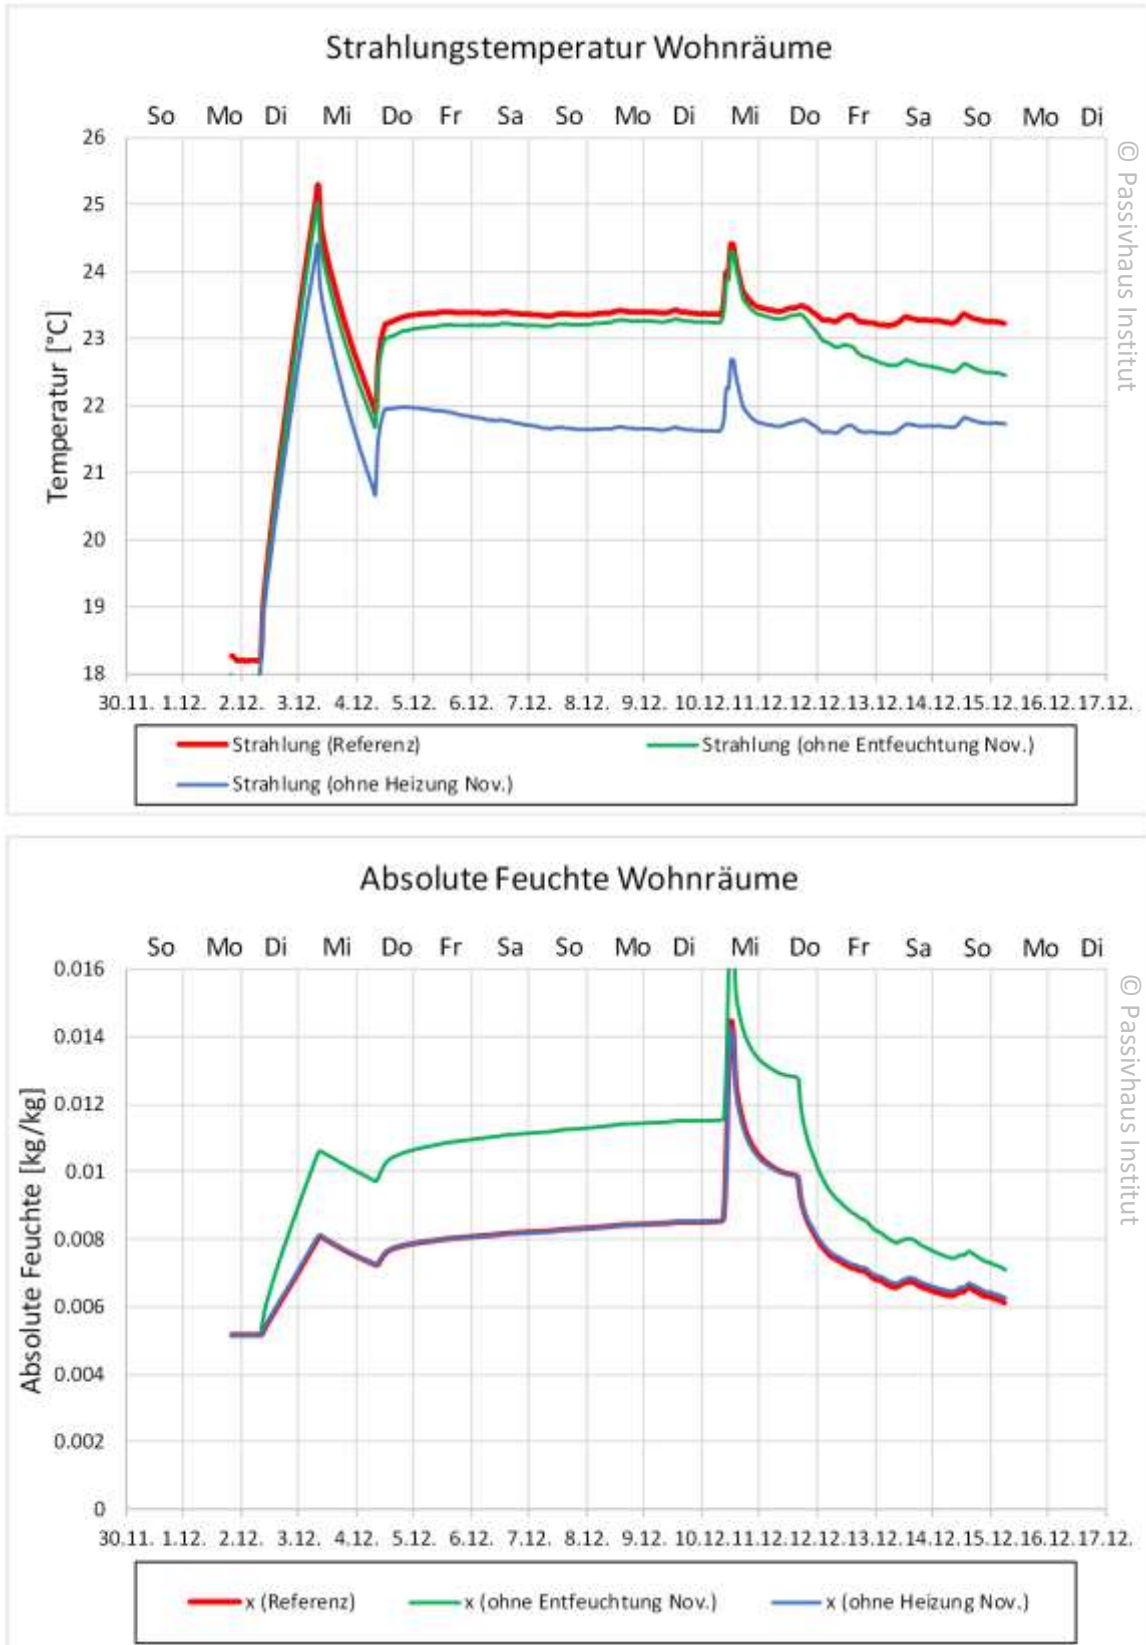 Strahlungstemperatur Wohnräume
So Mo Di Mi Do Fr Sa So Mo Di Mi Do Fr Sa So Mo Di
26
25
24
23
22
21
20
19
18
Temperatur [°C]
30.11. 1.12. 2.12. 3.12. 4.12. 5.12. 6.12. 7.12. 8.12. 9.12. 10.12.11.12.12.12.13.12.14.12.15.12.16.12.17.12.
Strahlung (Referenz) Strahlung (ohne Entfeuchtung Nov.)
Strahlung (ohne Heizung Nov.)
© Passivhaus Institut
Absolute Feuchte Wohnräume
So Mo Di Mi Do Fr Sa So Mo Di Mi Do Fr Sa So Mo Di
0.016
0.014
0.012
0.01
0.008
0.006
0.004
0.002
0
Absolute Feuchte [kg/kg]
30.11. 1.12. 2.12. 3.12. 4.12. 5.12. 6.12. 7.12. 8.12. 9.12. 10.12.11.12.12.12.13.12.14.12.15.12.16.12.17.12.
x (Referenz) x (ohne Entfeuchtung Nov.) x (ohne Heizung Nov.)
© Passivhaus Institut